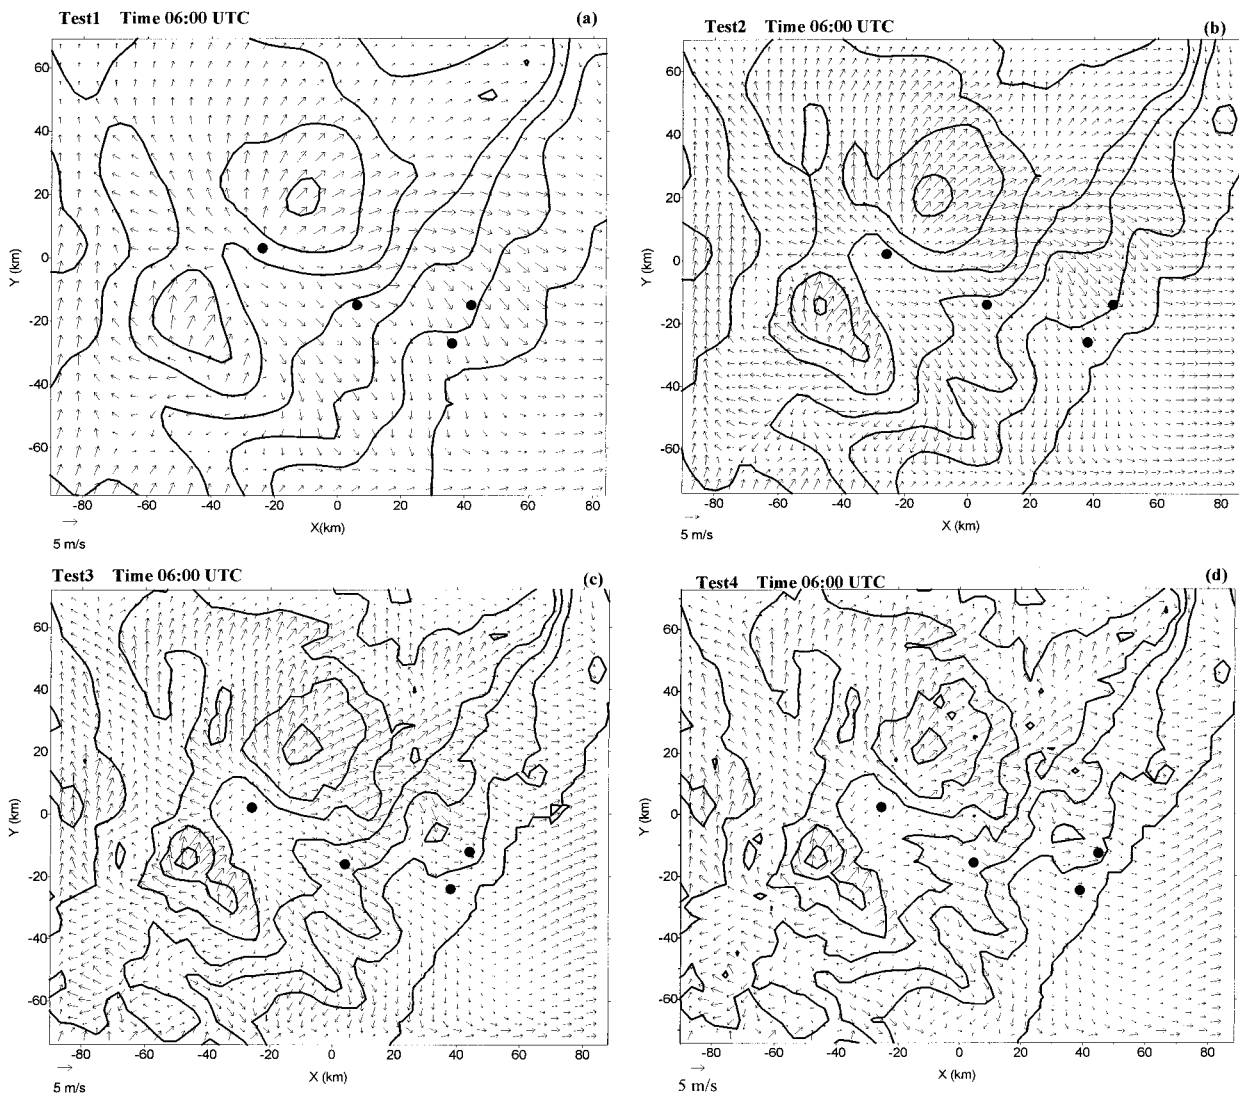 Test1 Time 06:00 UTC (a)
60
40
20
0
-20
-40
-60
Y (km)
-80 -60 -40 -20 0 20 40 60 80
X(km)
5 m/s
Test2 Time 06:00 UTC (b)
60
40
20
0
-20
-40
-60
Y (km)
-80 -60 -40 -20 0 20 40 60 80
X (km)
5 m/s
Test3 Time 06:00 UTC (c)
60
40
20
0
-20
-40
-60
Y (km)
-80 -60 -40 -20 0 20 40 60 80
X (km)
5 m/s
Test4 Time 06:00 UTC (d)
60
40
20
0
-20
-40
-60
Y (km)
-80 -60 -40 -20 0 20 40 60 80
X (km)
5 m/s